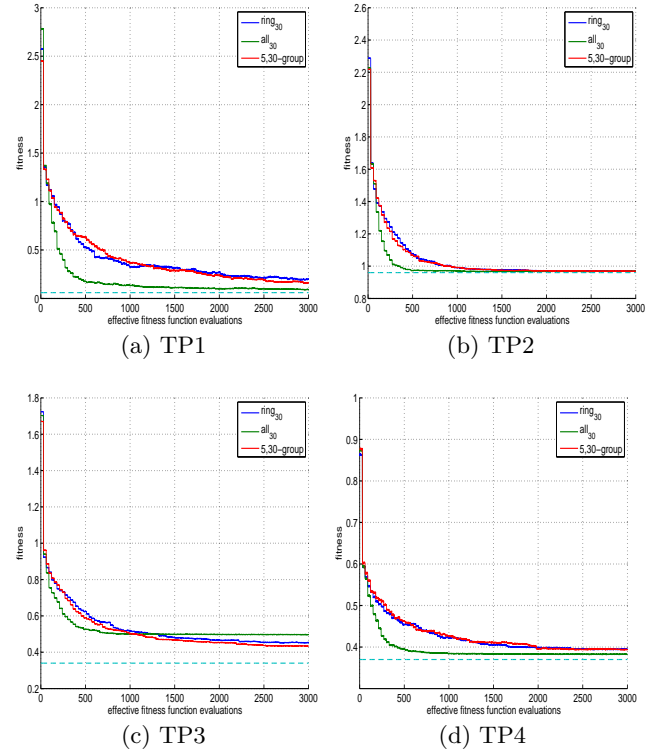 3
2.5
2
1.5
1
0.5
0
fitness
0 500 1000 1500 2000 2500 3000
effective fitness function evaluations
ring30
all30
5,30−group
(a) TP1
2.6
2.4
2.2
2
1.8
1.6
1.4
1.2
1
0.8
fitness
0 500 1000 1500 2000 2500 3000
effective fitness function evaluations
ring30
all30
5,30−group
(b) TP2
1.8
1.6
1.4
1.2
1
0.8
0.6
0.4
0.2
fitness
0 500 1000 1500 2000 2500 3000
effective fitness function evaluations
ring30
all30
5,30−group
(c) TP3
1
0.9
0.8
0.7
0.6
0.5
0.4
fitness
0 500 1000 1500 2000 2500 3000
effective fitness function evaluations
ring30
all30
5,30−group
(d) TP4